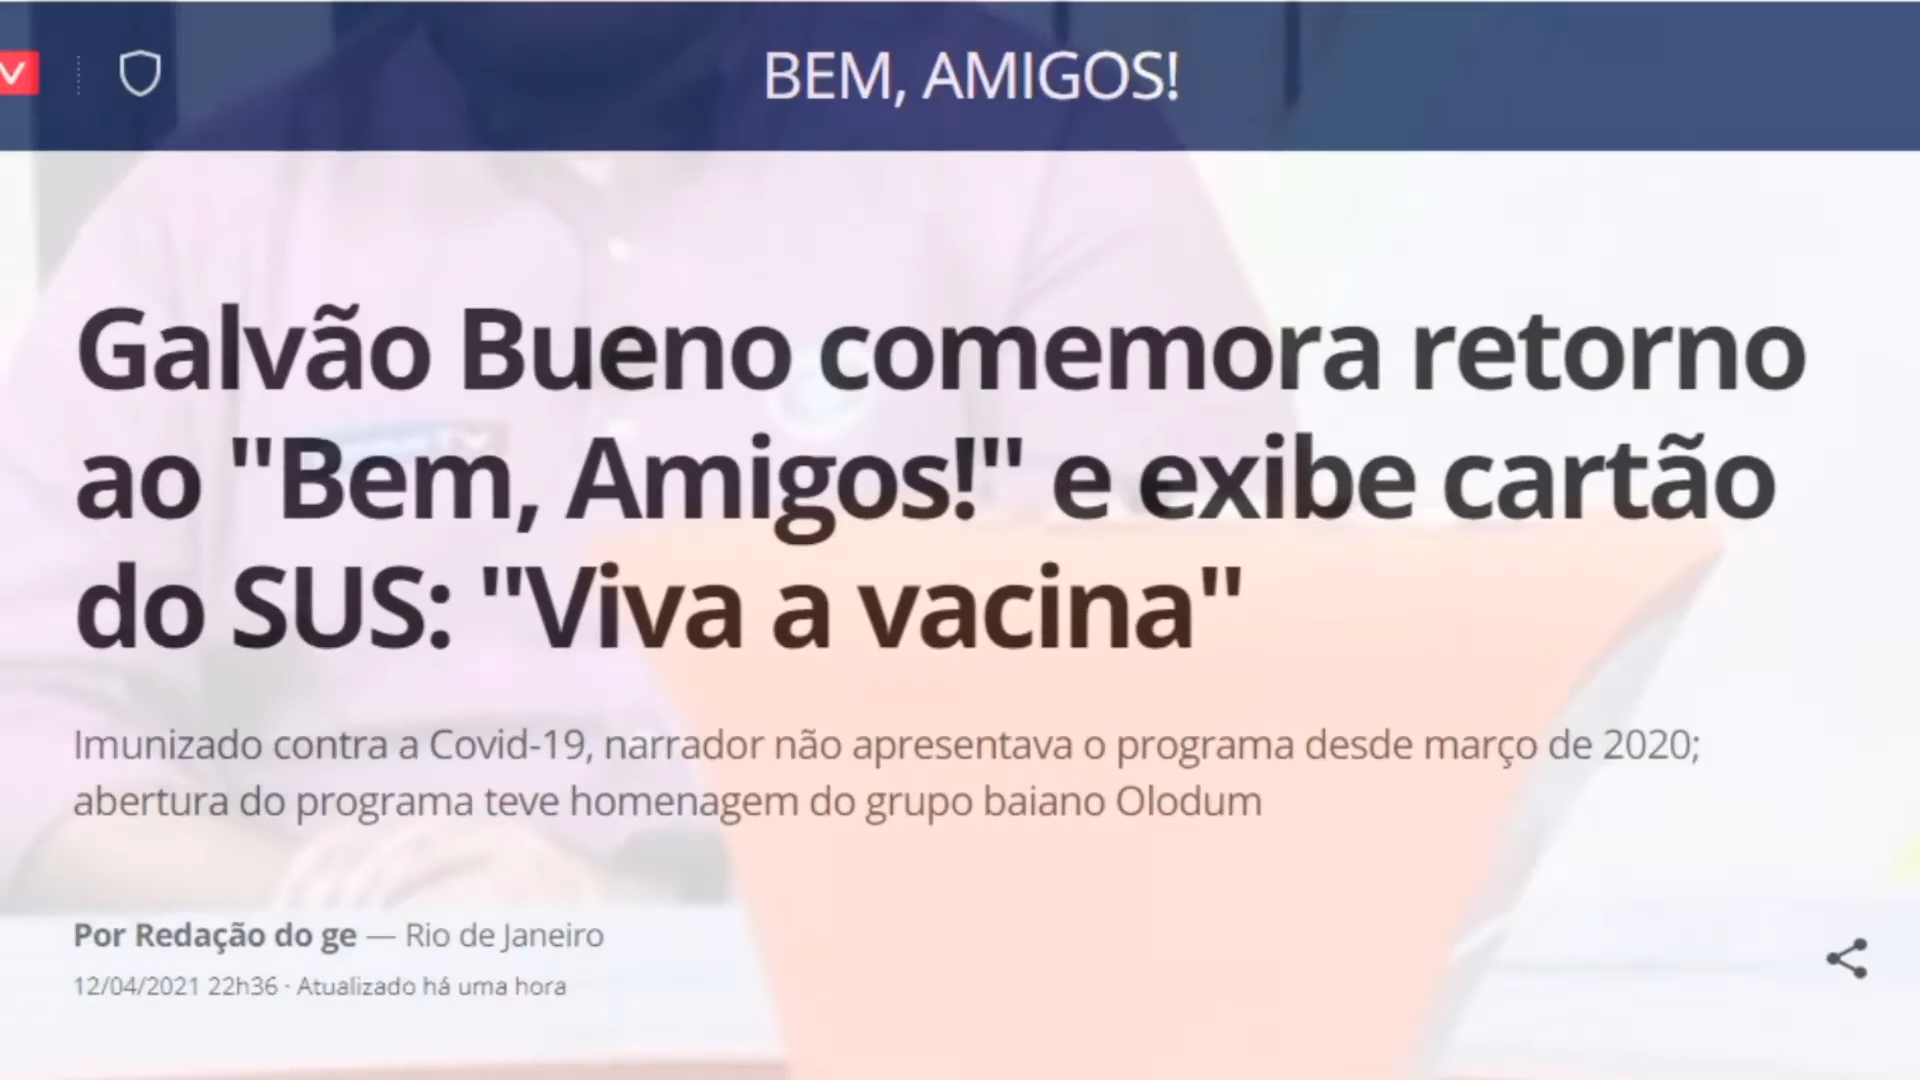 BEM, AMIGOS!
Galvão Bueno comemora retorno
ao "Bem, Amigos!" e exibe cartão
do SUS: "Viva a vacina"
Imunizado contra a Covid-19, narrador não apresentava o programa desde março de 2020;
abertura do programa teve homenagem do grupo baiano Olodum
Por Redação do ge — Rio de Janeiro
12/04/2021 22h36 · Atualizado há uma hora